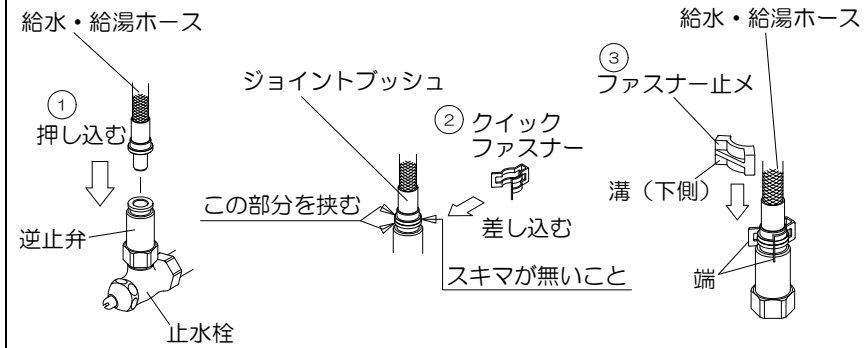 給水・給湯ホース
①
押し込む
逆止弁
止水栓
ジョイントブッシュ
② クイック
ファスナー
この部分を挟む
差し込む
スキマが無いこと
給水・給湯ホース
③
ファスナー止メ
溝（下側）
端